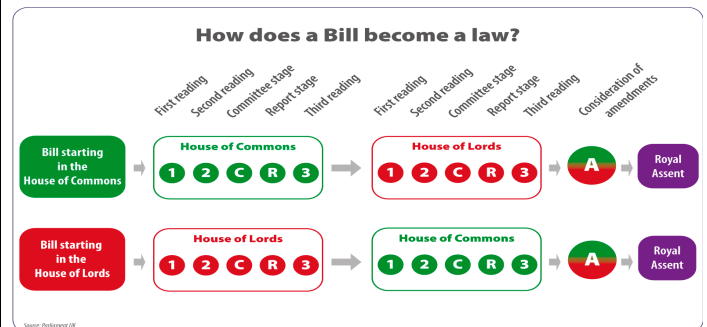 How does a Bill become a law?
First reading
Second reading
Committee stage
Report stage
Third reading
First reading
Second reading
Committee stage
Report stage
Third reading
Consideration of
amendments
Bill starting
in the
House of Commons
House of Commons
1 2 C R 3
House of Lords
1 2 C R 3
A
Royal
Assent
Bill starting
in the
House of Lords
House of Lords
1 2 C R 3
House of Commons
1 2 C R 3
A
Royal
Assent
Source: Parliament UK